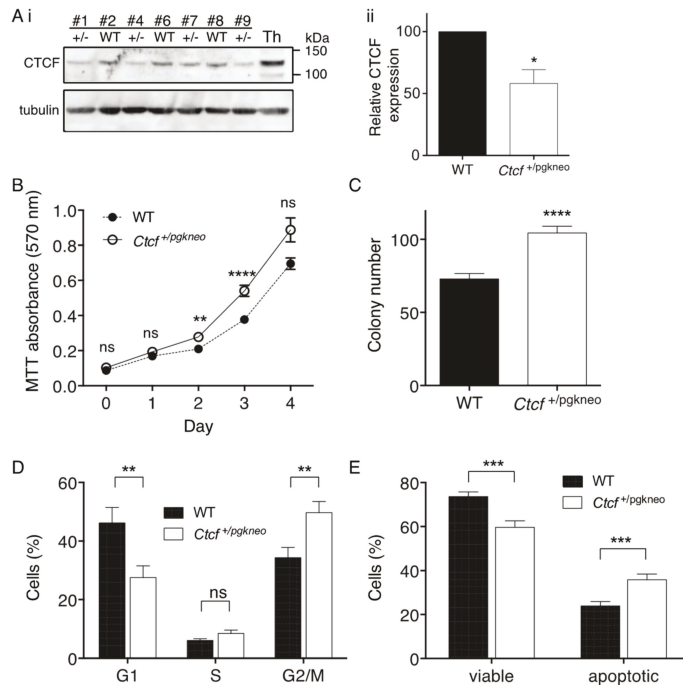 A i
#1 #2 #4 #6 #7 #8 #9
+/- WT +/- WT +/- WT +/- Th kDa
CTCF
150
100
tubulin
ii
Relative CTCF
expression
100
50
0
*
WT Ctcf +/pgkneo
B
MTT absorbance (570 nm)
1.0
0.8
0.6
0.4
0.2
0.0
WT
Ctcf +/pgkneo
ns
ns
**
****
ns
0 1 2 3 4
Day
C
Colony number
100
50
0
****
WT Ctcf +/pgkneo
D
Cells (%)
60
40
20
0
**
ns
**
WT
Ctcf +/pgkneo
G1 S G2/M
E
Cells (%)
80
60
40
20
0
***
***
WT
Ctcf +/pgkneo
viable apoptotic